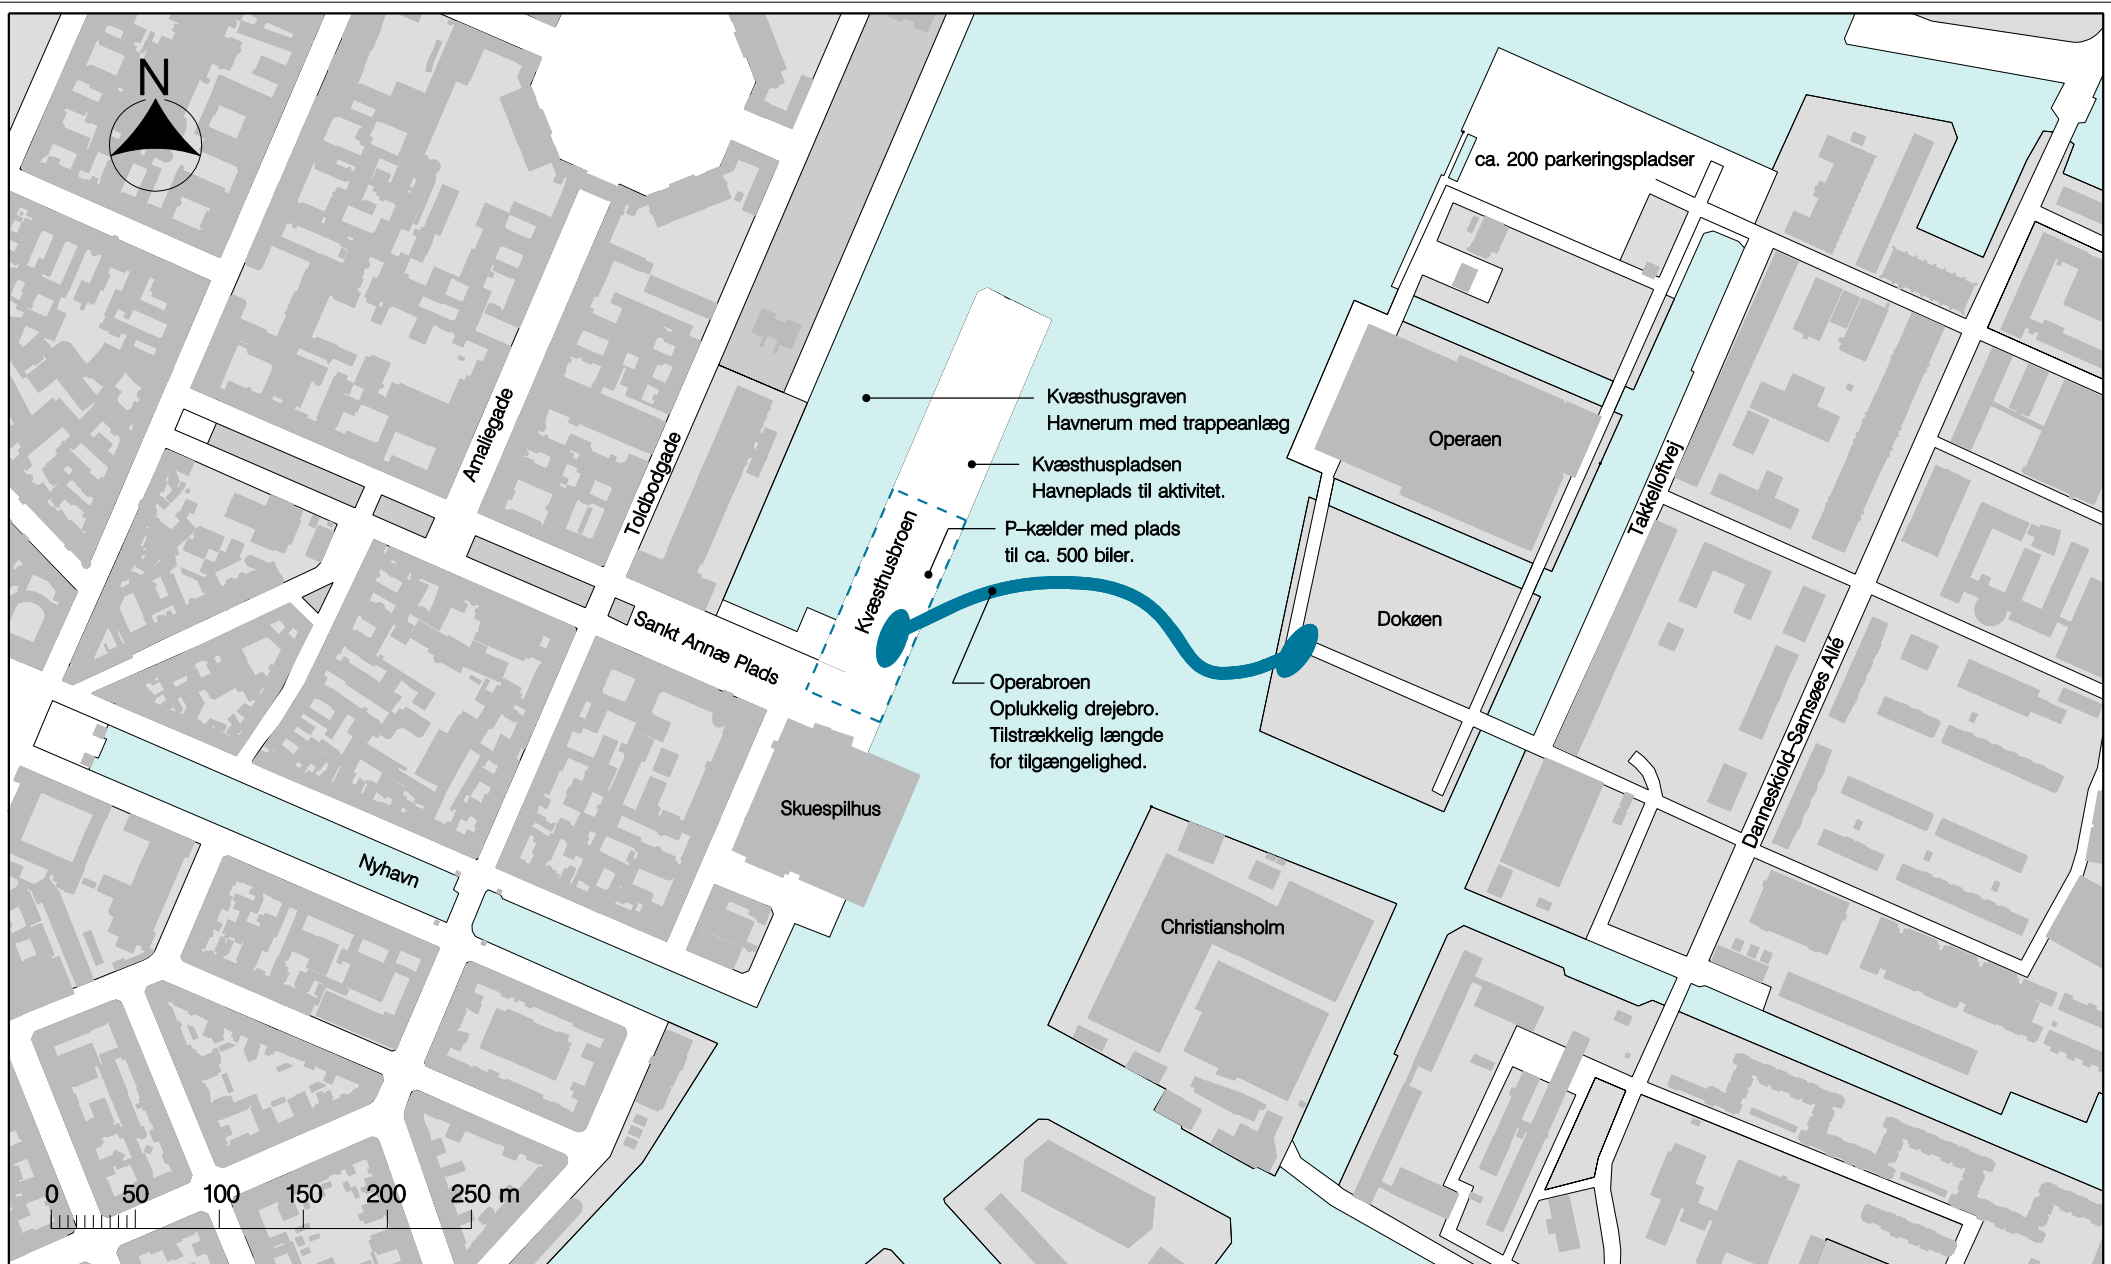 N
ca. 200 parkeringspladser
Kvæsthusgraven
Havnerum med trappeanlæg
Kvæsthuspladsen
Havneplads til aktivitet.
P–kælder med plads
til ca. 500 biler.
Operaen
Amaliegade
Toldbodgade
Kvæsthusbroen
Takkelloftvej
Sankt Annæ Plads
Dokøen
Operabroen
Oplukkelig drejebro.
Tilstrækkelig længde
for tilgængelighed.
Danneskiold–Samsøes Allé
Skuespilhus
Nyhavn
Christiansholm
0 50 100 150 200 250 m